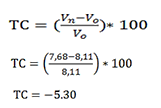 TC = (Vn−Vo/Vo) * 100
TC = (7,68−8,11/8,11) * 100
TC = −5.30